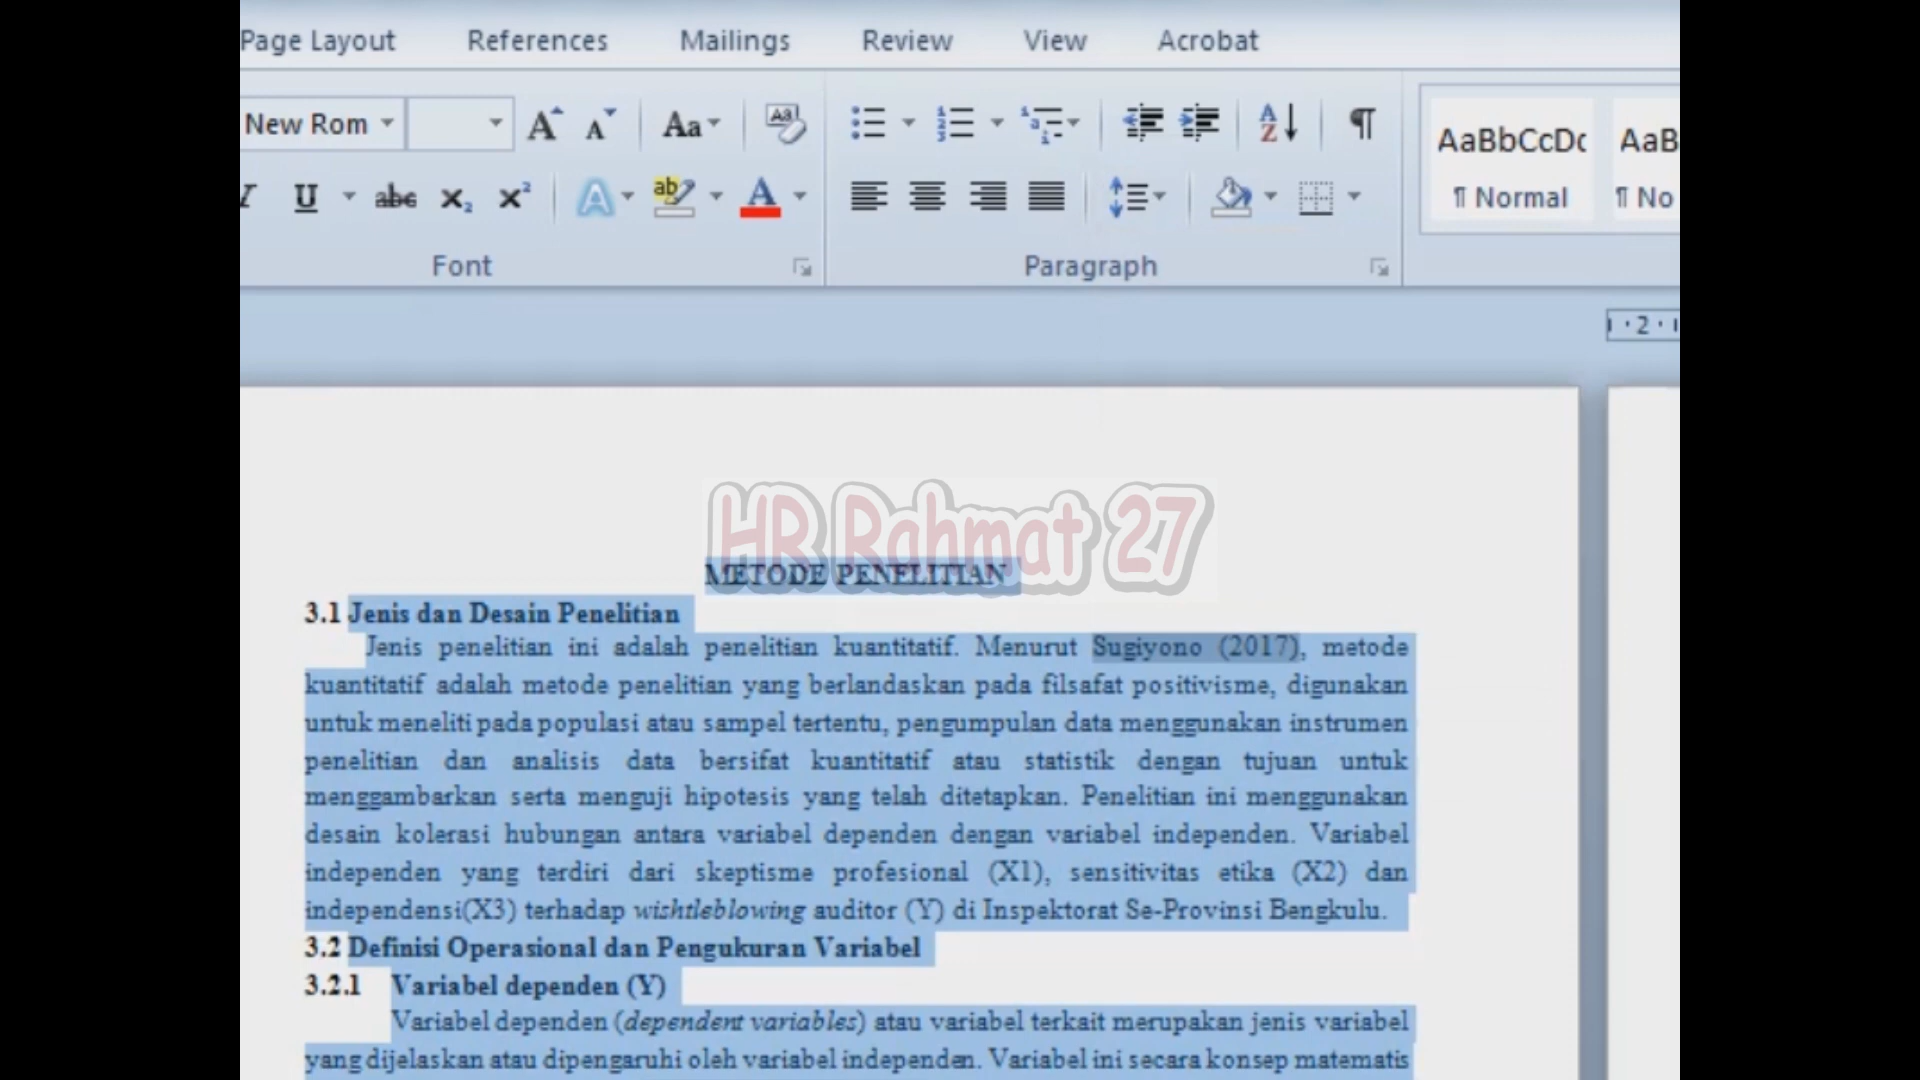 Page Layout References Mailings Review View Acrobat
New Rom Aa AaBbCcDc AaB
U abc x₂ x² ab A ¶ Normal ¶ No
Font Paragraph
2
HR Rahmat 27
METODE PENELITIAN
3.1 Jenis dan Desain Penelitian
Jenis penelitian ini adalah penelitian kuantitatif. Menurut Sugiyono (2017), metode
kuantitatif adalah metode penelitian yang berlandaskan pada filsafat positivisme, digunakan
untuk meneliti pada populasi atau sampel tertentu, pengumpulan data menggunakan instrumen
penelitian dan analisis data bersifat kuantitatif atau statistik dengan tujuan untuk
menggambarkan serta menguji hipotesis yang telah ditetapkan. Penelitian ini menggunakan
desain kolerasi hubungan antara variabel dependen dengan variabel independen. Variabel
independen yang terdiri dari skeptisme profesional (X1), sensitivitas etika (X2) dan
independensi(X3) terhadap wishtleblowing auditor (Y) di Inspektorat Se-Provinsi Bengkulu.
3.2 Definisi Operasional dan Pengukuran Variabel
3.2.1 Variabel dependen (Y)
Variabel dependen (dependent variables) atau variabel terkait merupakan jenis variabel
yang dijelaskan atau dipengaruhi oleh variabel independen. Variabel ini secara konsep matematis